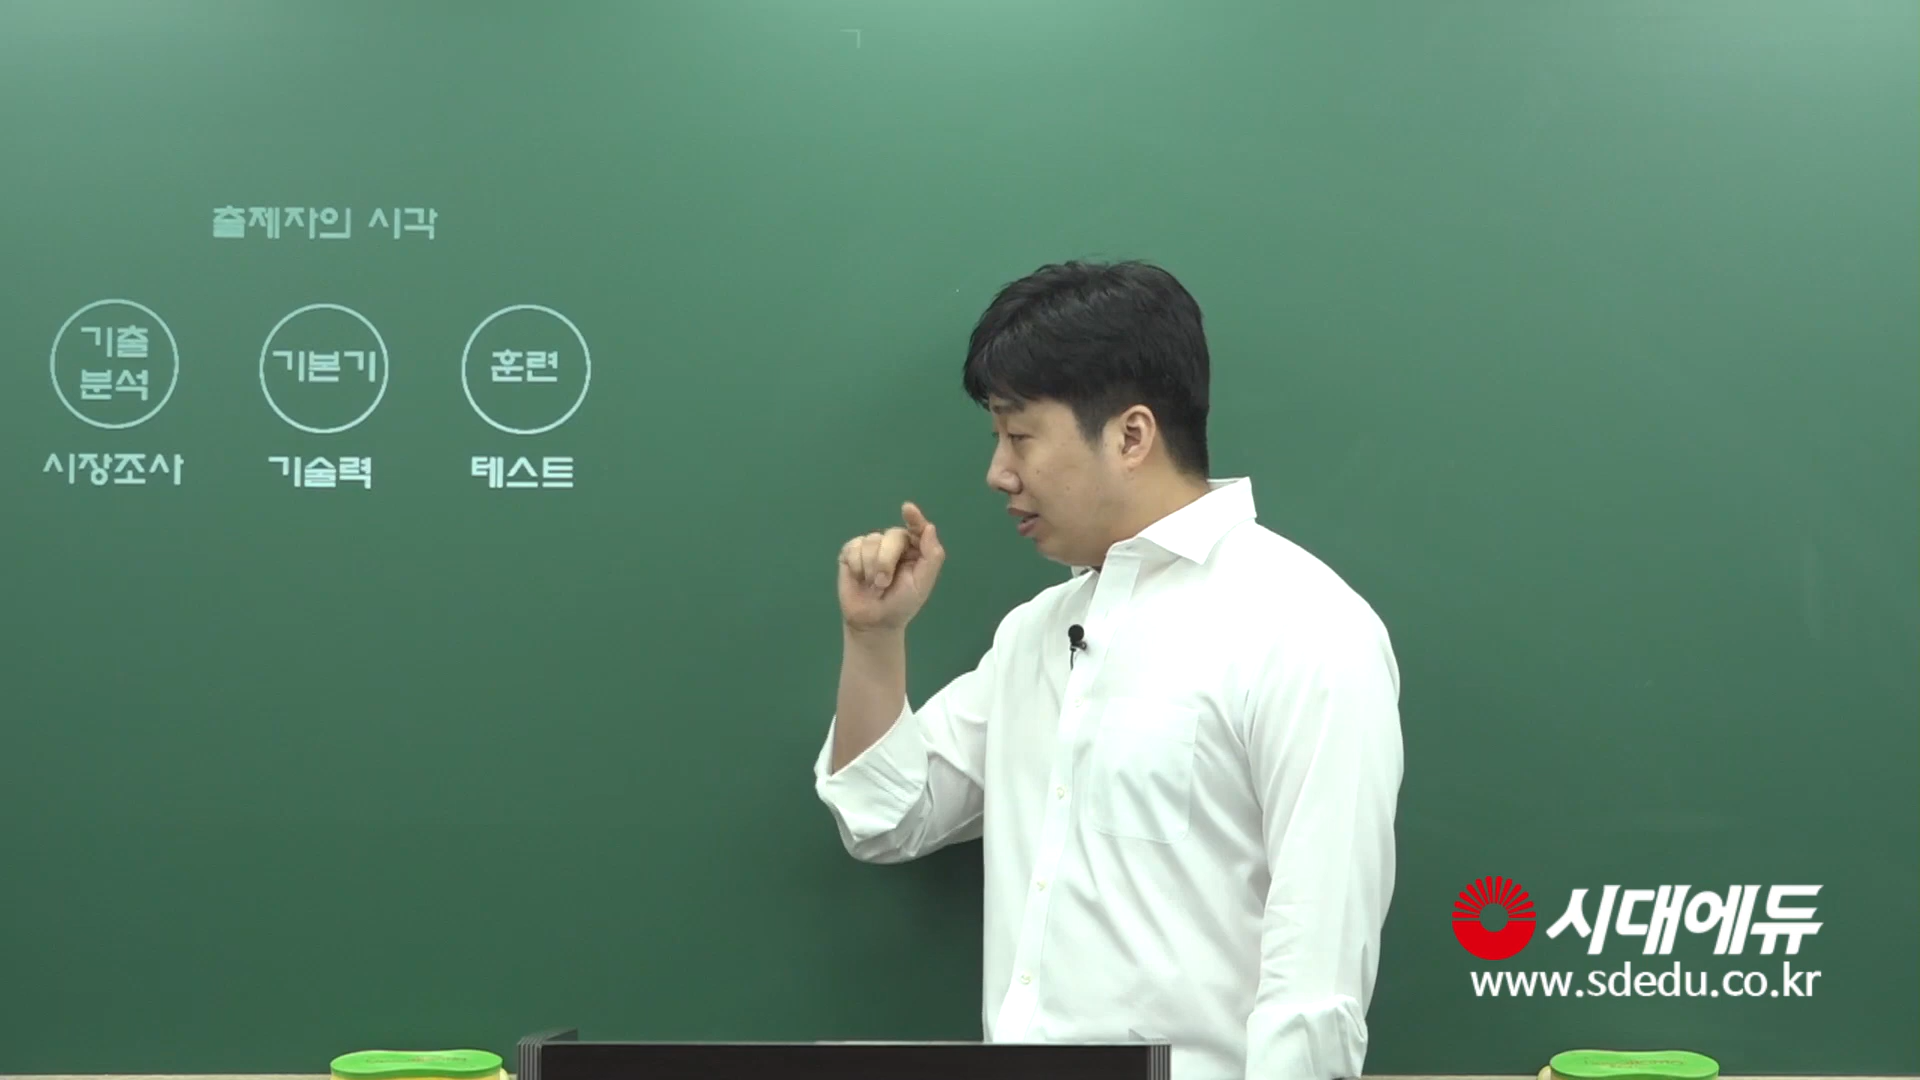 출제자의 시각
기출
분석
기본기
훈련
시장조사
기술력
테스트
시대에듀
www.sdedu.co.kr